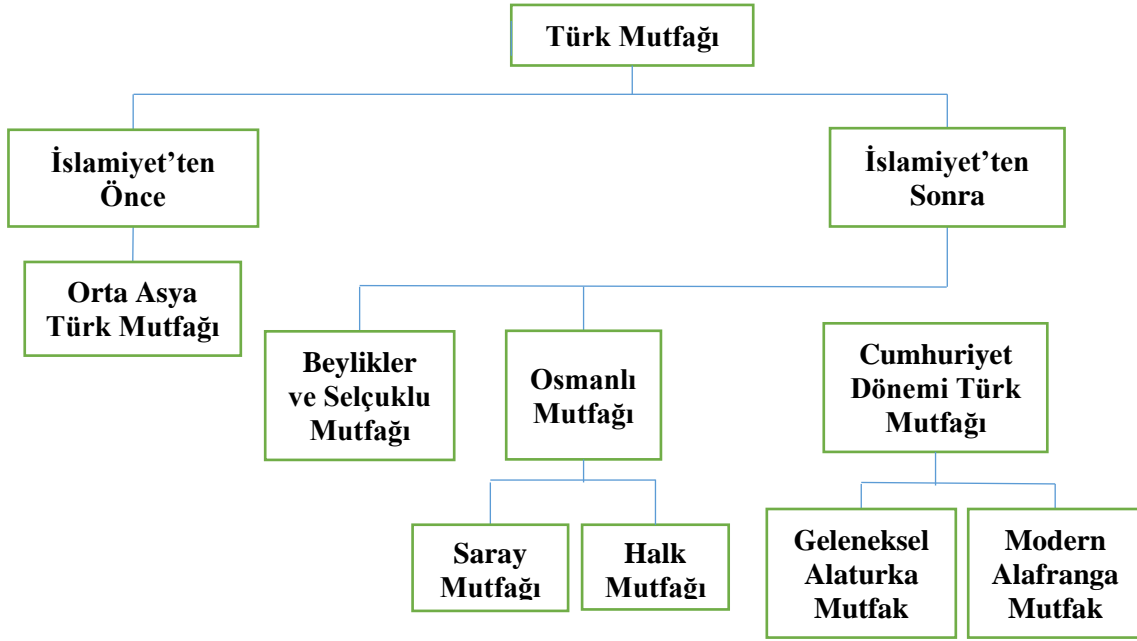 Türk Mutfağı
İslamiyet’ten
Önce
İslamiyet’ten
Sonra
Orta Asya
Türk Mutfağı
Beylikler
ve Selçuklu
Mutfağı
Osmanlı
Mutfağı
Cumhuriyet
Dönemi Türk
Mutfağı
Saray
Mutfağı
Halk
Mutfağı
Geleneksel
Alaturka
Mutfak
Modern
Alafranga
Mutfak